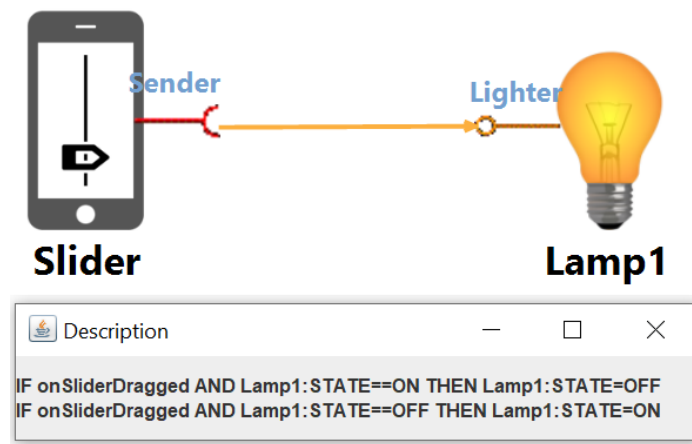 Sender
Lighter
Slider
Lamp1
Description
IF onSliderDragged AND Lamp1:STATE==ON THEN Lamp1:STATE=OFF
IF onSliderDragged AND Lamp1:STATE==OFF THEN Lamp1:STATE=ON